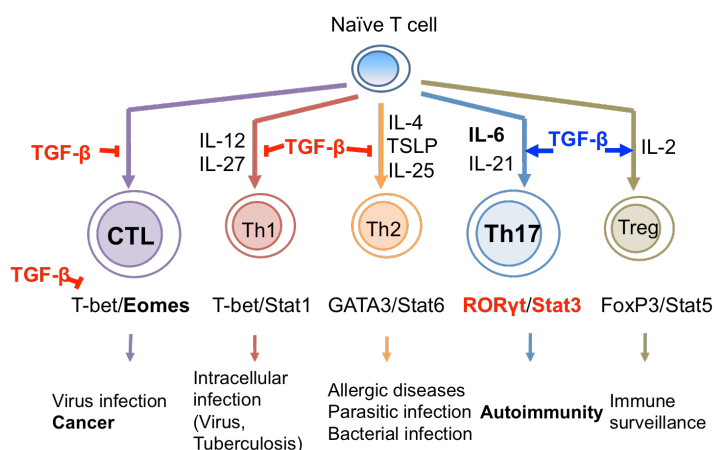 Naïve T cell
TGF-β
IL-12
IL-27
TGF-β
IL-4
TSLP
IL-25
IL-6
IL-21
TGF-β
IL-2
CTL
Th1
Th2
Th17
Treg
TGF-β
T-bet/Eomes
T-bet/Stat1
GATA3/Stat6
RORγt/Stat3
FoxP3/Stat5
Virus infection
Cancer
Intracellular
infection
(Virus,
Tuberculosis)
Allergic diseases
Parasitic infection
Bacterial infection
Autoimmunity
Immune
surveillance